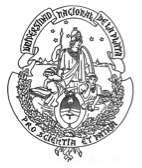 UNIVERSIDAD NACIONAL DE LA PLATA
PRO SCIENTIA ET PATRIA